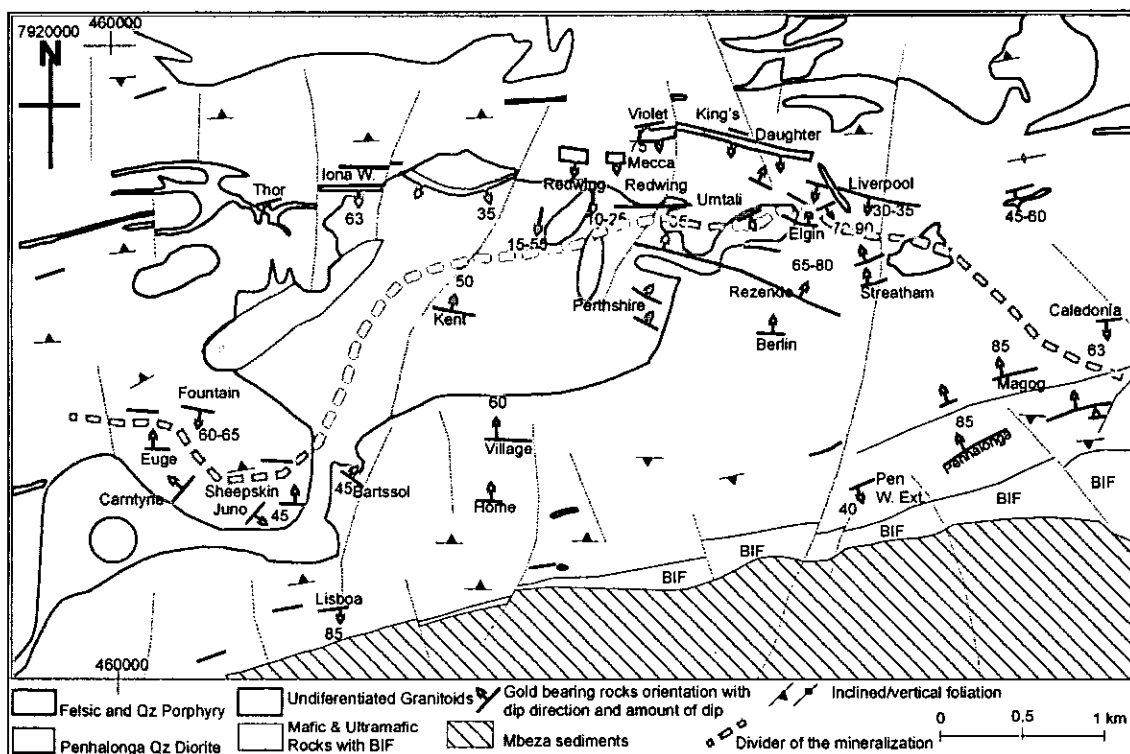 7920000 460000
N
Violet King's
Daughter
75
Mecca
Iona W.
Thor
Redwing Redwing
Liverpool
63
35
10-25
Umtali
30-35
45-60
15-55
Elgin
70-90
65-80
50
Kent
Perthshire
Rezende
Streatham
Berlin
Caledonia
85
63
Magog
Fountain
60-65
60
Village
85
Penhalonga
Euge
Carntyne
Sheepskin
Juno
45
45
Bartssol
Home
Pen
W. Ext.
40
BIF
BIF
BIF
BIF
Lisboa
85
460000
Felsic and Qz Porphyry
Undiferentiated Granitoids
Gold bearing rocks orientation with
dip direction and amount of dip
Inclined/vertical foliation
Penhalonga Qz Diorite
Mafic & Ultramafic
Rocks with BIF
Mbeza sediments
Divider of the mineralization
0 0.5 1 km